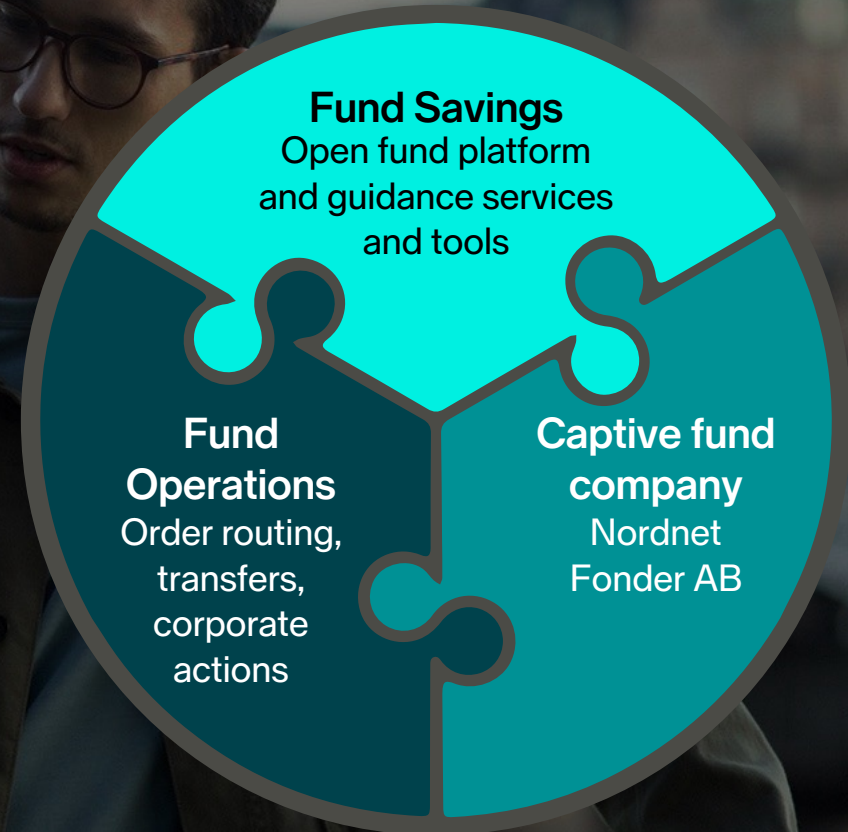 Fund Savings
Open fund platform
and guidance services
and tools
Fund
Operations
Order routing,
transfers,
corporate
actions
Captive fund
company
Nordnet
Fonder AB